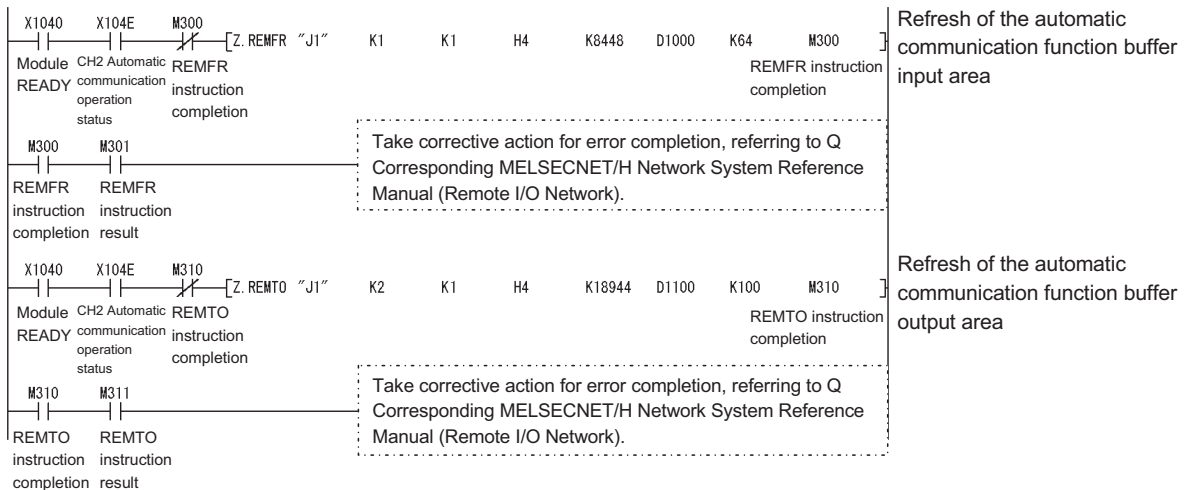 X1040 X104E M300
Z.REMFR "J1" K1 K1 H4 K8448 D1000 K64 M300
Module READY
CH2 Automatic communication operation status
REMFR instruction completion
REMFR instruction completion
Refresh of the automatic
communication function buffer
input area
M300 M301
REMFR instruction completion
REMFR instruction result
Take corrective action for error completion, referring to Q
Corresponding MELSECNET/H Network System Reference
Manual (Remote I/O Network).
X1040 X104E M310
Z.REMTO "J1" K2 K1 H4 K18944 D1100 K100 M310
Module READY
CH2 Automatic communication operation status
REMTO instruction completion
REMTO instruction completion
Refresh of the automatic
communication function buffer
output area
M310 M311
REMTO instruction completion
REMTO instruction result
Take corrective action for error completion, referring to Q
Corresponding MELSECNET/H Network System Reference
Manual (Remote I/O Network).